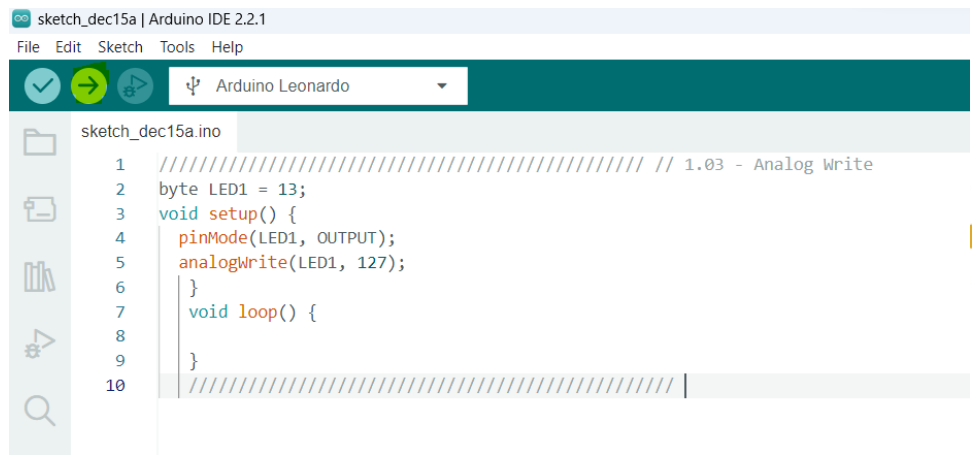 sketch_dec15a | Arduino IDE 2.2.1
File Edit Sketch Tools Help
Arduino Leonardo
sketch_dec15a.ino
1 ///////////////////////////////////////////////// // 1.03 - Analog Write
2 byte LED1 = 13;
3 void setup() {
4 pinMode(LED1, OUTPUT);
5 analogWrite(LED1, 127);
6 }
7 void loop() {
8
9 }
10 /////////////////////////////////////////////////